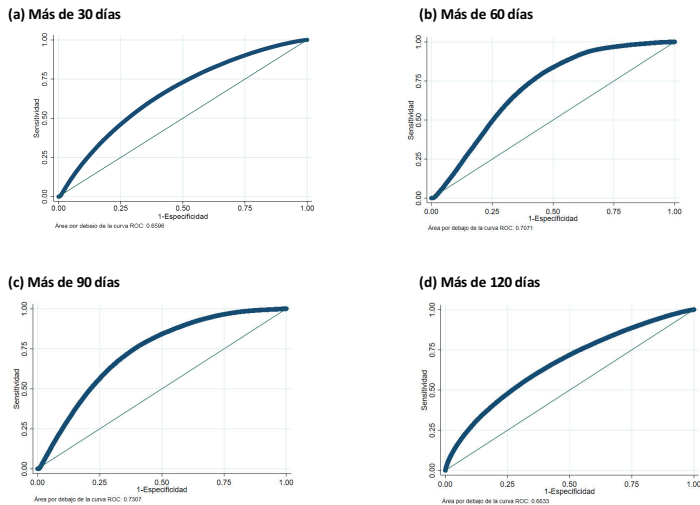 (a) Más de 30 días
Sensitividad
0.00 0.25 0.50 0.75 1.00
0.00 0.25 0.50 0.75 1.00
1-Especificidad
Área por debajo de la curva ROC: 0.6596
(b) Más de 60 días
Sensitividad
0.00 0.25 0.50 0.75 1.00
0.00 0.25 0.50 0.75 1.00
1-Especificidad
Área por debajo de la curva ROC: 0.7071
(c) Más de 90 días
Sensitividad
0.00 0.25 0.50 0.75 1.00
0.00 0.25 0.50 0.75 1.00
1-Especificidad
Área por debajo de la curva ROC: 0.7307
(d) Más de 120 días
Sensitividad
0.00 0.25 0.50 0.75 1.00
0.00 0.25 0.50 0.75 1.00
1-Especificidad
Área por debajo de la curva ROC: 0.6633